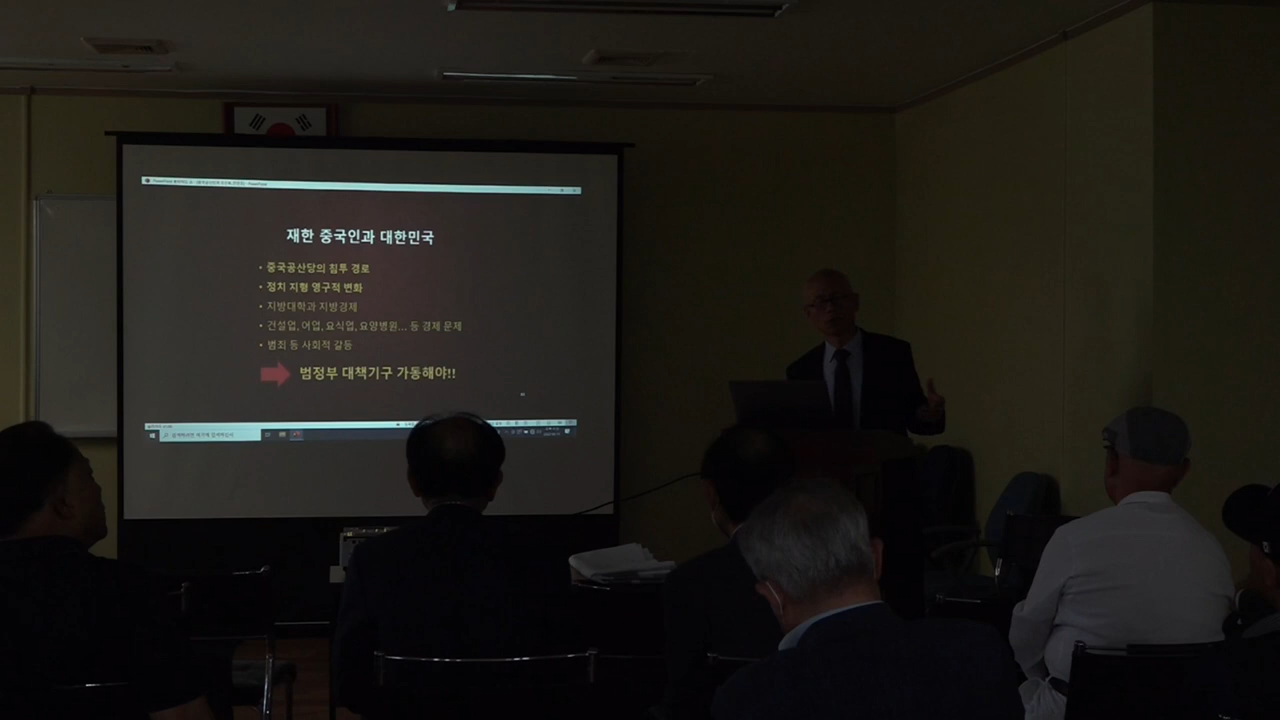 재한 중국인과 대한민국
• 중국공산당의 침투 경로
• 정치 지형 영구적 변화
• 지방대학과 지방경제
• 건설업, 어업, 요식업, 요양병원... 등 경제 문제
• 범죄 등 사회적 갈등
범정부 대책기구 가동해야!!